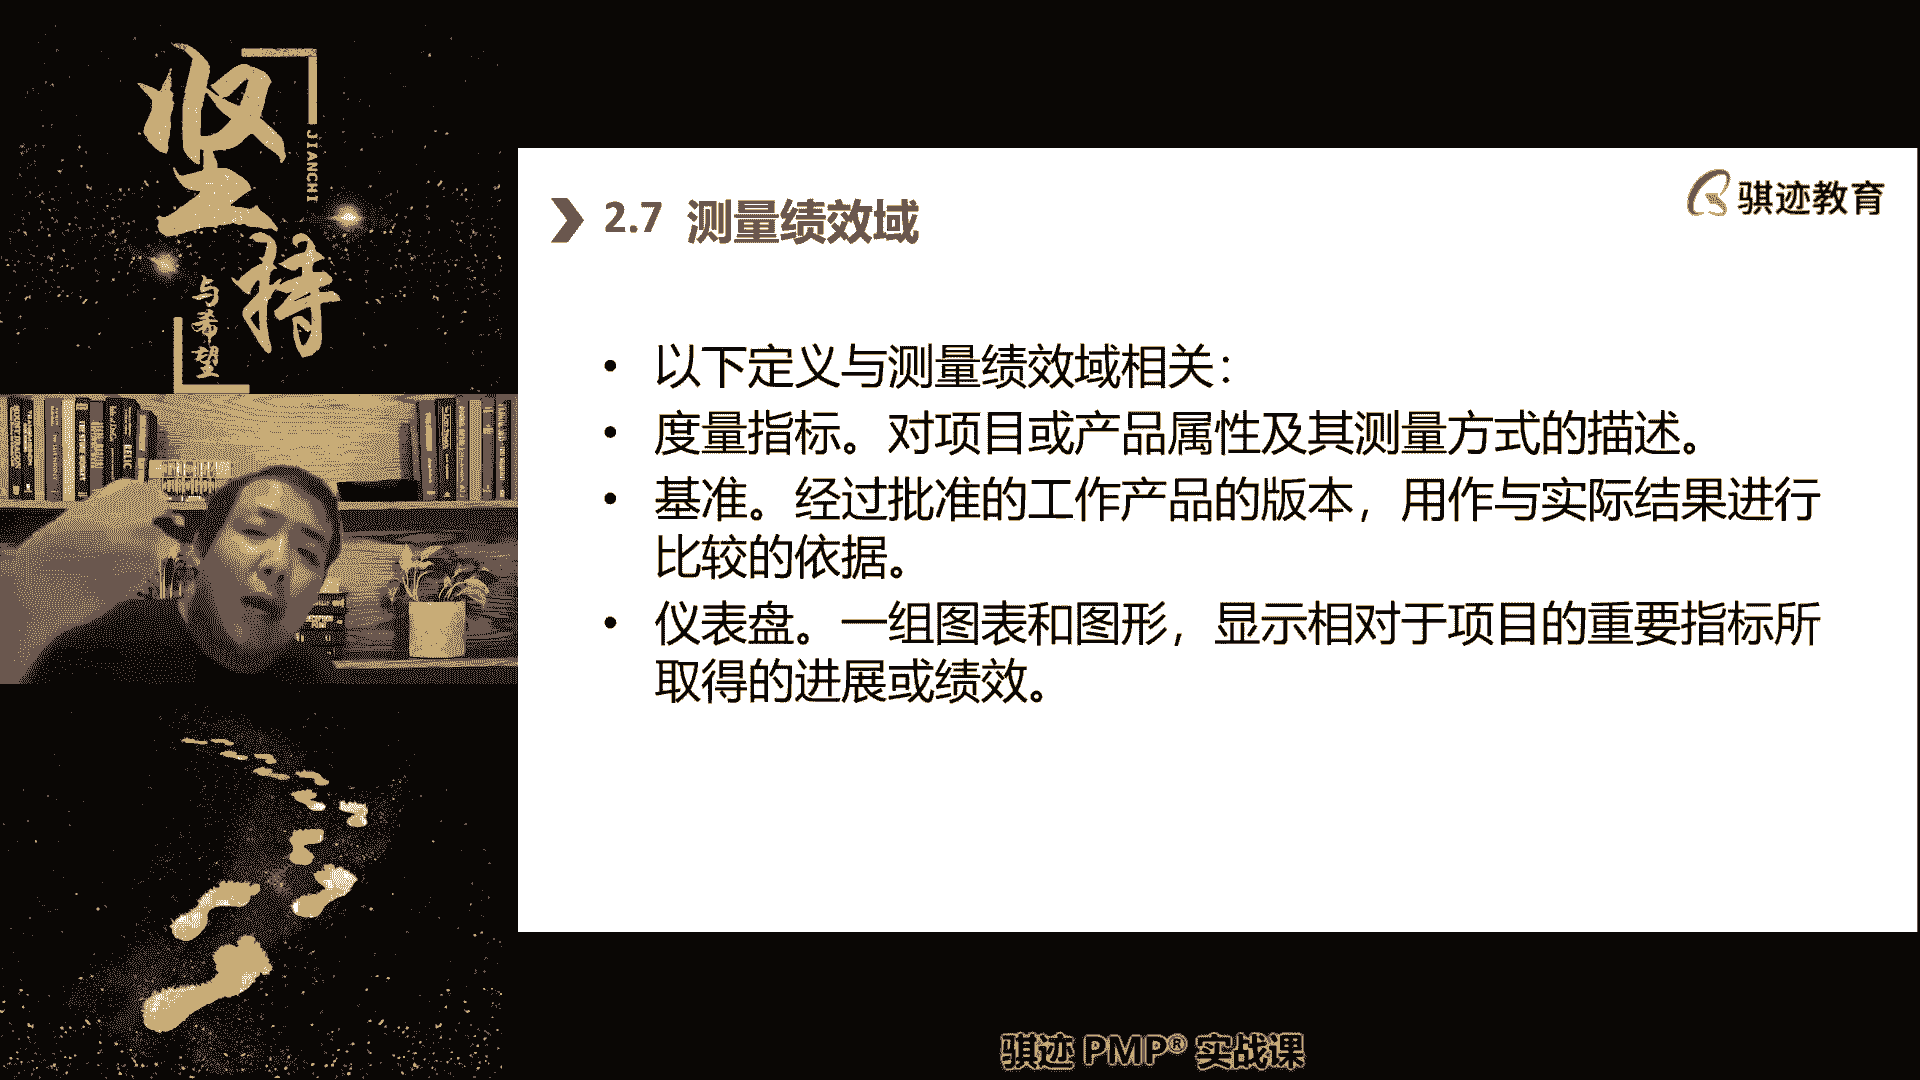 坚持
JIANCHI
与希望
骐迹教育
2.7 测量绩效域
• 以下定义与测量绩效域相关：
• 度量指标。对项目或产品属性及其测量方式的描述。
• 基准。经过批准的工作产品的版本，用作与实际结果进行
比较的依据。
• 仪表盘。一组图表和图形，显示相对于项目的重要指标所
取得的进展或绩效。
骐迹 PMP® 实战课